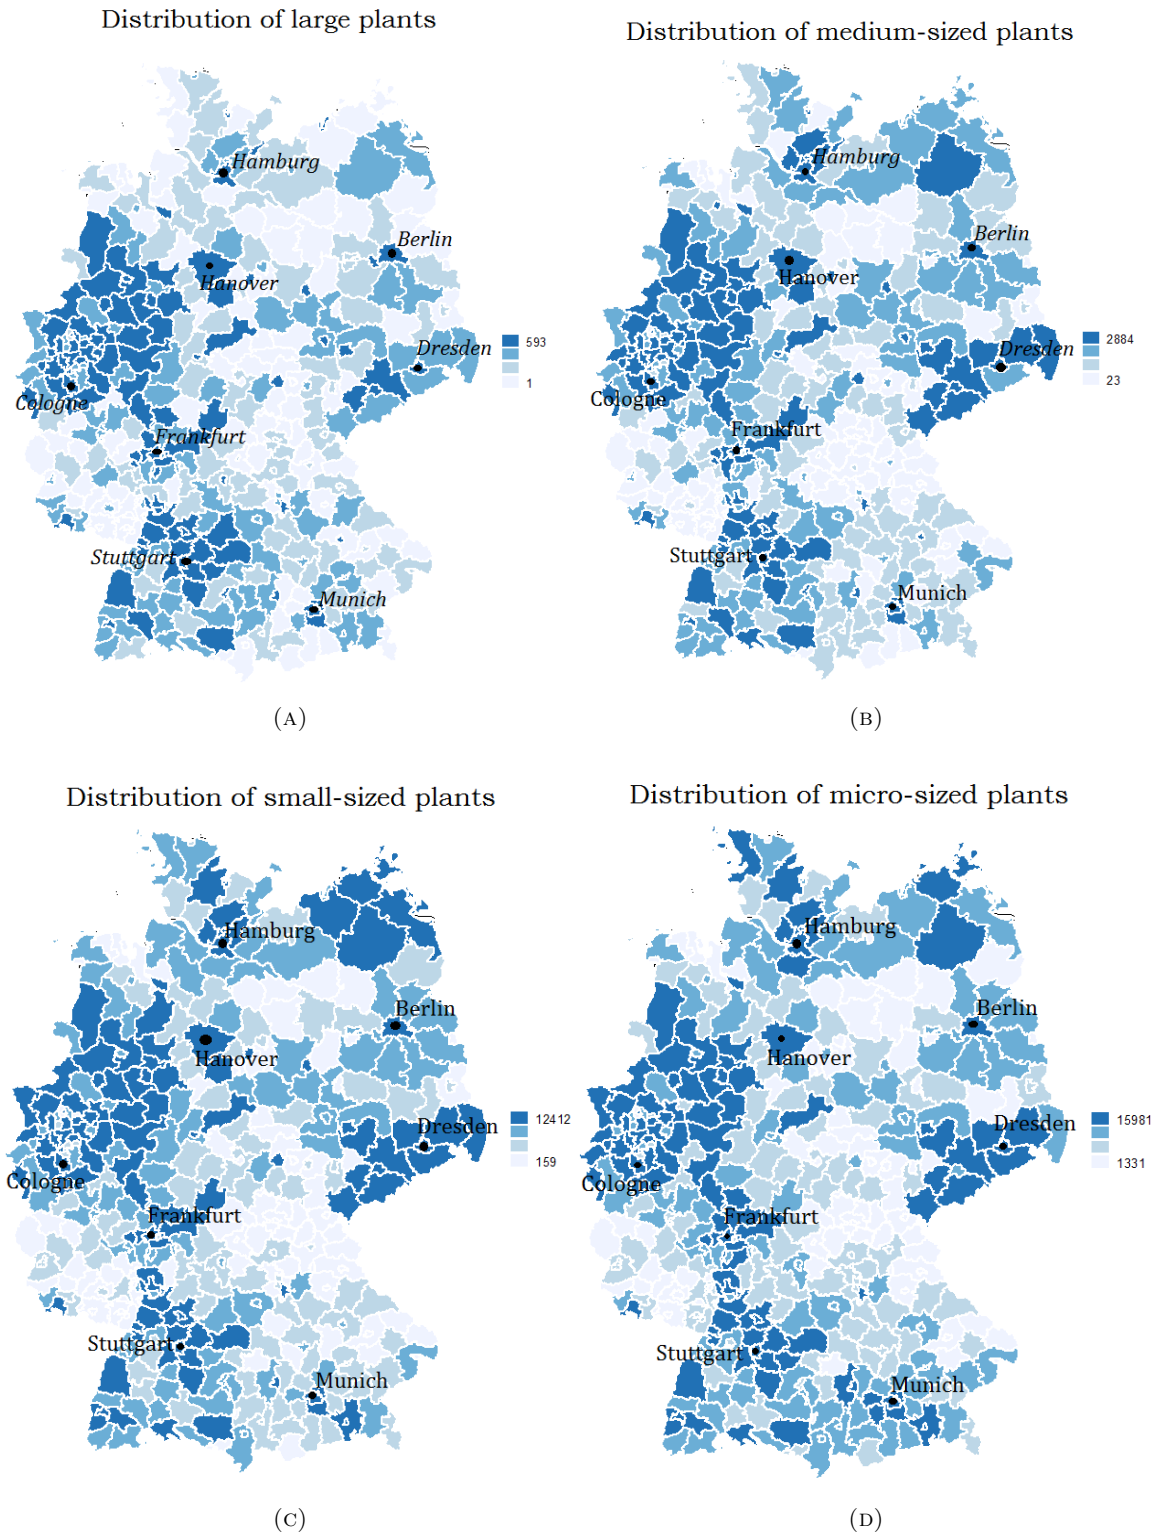 Distribution of large plants
Hamburg
Berlin
Hanover
593
Dresden
1
Cologne
Frankfurt
Stuttgart
Munich
(A)
Distribution of medium-sized plants
Hamburg
Berlin
Hanover
2884
Dresden
23
Cologne
Frankfurt
Stuttgart
Munich
(B)
Distribution of small-sized plants
Hamburg
Berlin
Hanover
12412
Dresden
159
Cologne
Frankfurt
Stuttgart
Munich
(C)
Distribution of micro-sized plants
Hamburg
Berlin
Hanover
15981
Dresden
1331
Cologne
Frankfurt
Stuttgart
Munich
(D)